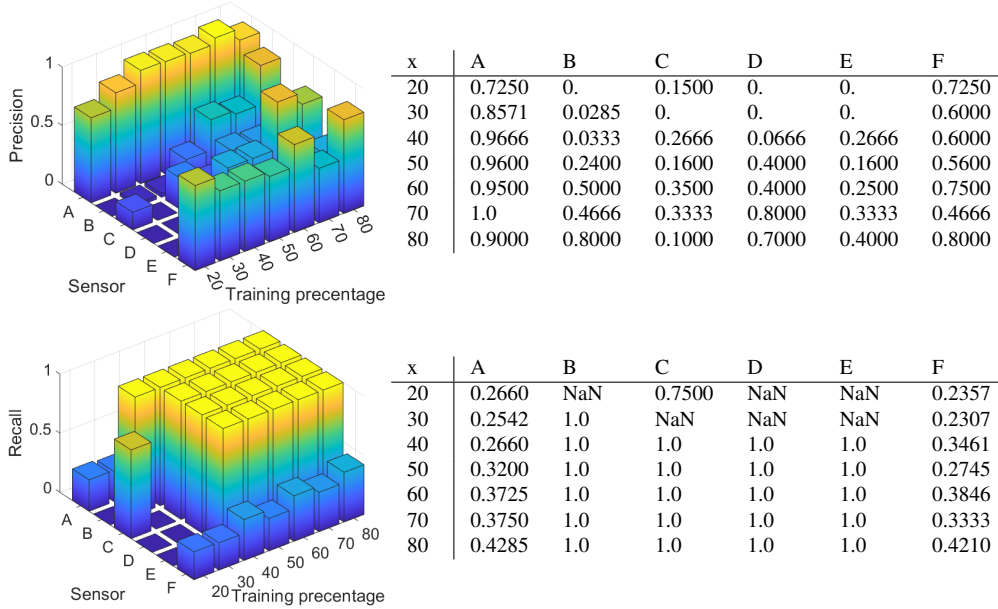 1
0.5
0
Precision
A
B
C
D
E
F
Sensor
20
30
40
50
60
70
80
Training precentage
x A B C D E F
20 0.7250 0. 0.1500 0. 0. 0.7250
30 0.8571 0.0285 0. 0. 0. 0.6000
40 0.9666 0.0333 0.2666 0.0666 0.2666 0.6000
50 0.9600 0.2400 0.1600 0.4000 0.1600 0.5600
60 0.9500 0.5000 0.3500 0.4000 0.2500 0.7500
70 1.0 0.4666 0.3333 0.8000 0.3333 0.4666
80 0.9000 0.8000 0.1000 0.7000 0.4000 0.8000
1
0.5
0
Recall
A
B
C
D
E
F
Sensor
20
30
40
50
60
70
80
Training precentage
x A B C D E F
20 0.2660 NaN 0.7500 NaN NaN 0.2357
30 0.2542 1.0 NaN NaN NaN 0.2307
40 0.2660 1.0 1.0 1.0 1.0 0.3461
50 0.3200 1.0 1.0 1.0 1.0 0.2745
60 0.3725 1.0 1.0 1.0 1.0 0.3846
70 0.3750 1.0 1.0 1.0 1.0 0.3333
80 0.4285 1.0 1.0 1.0 1.0 0.4210